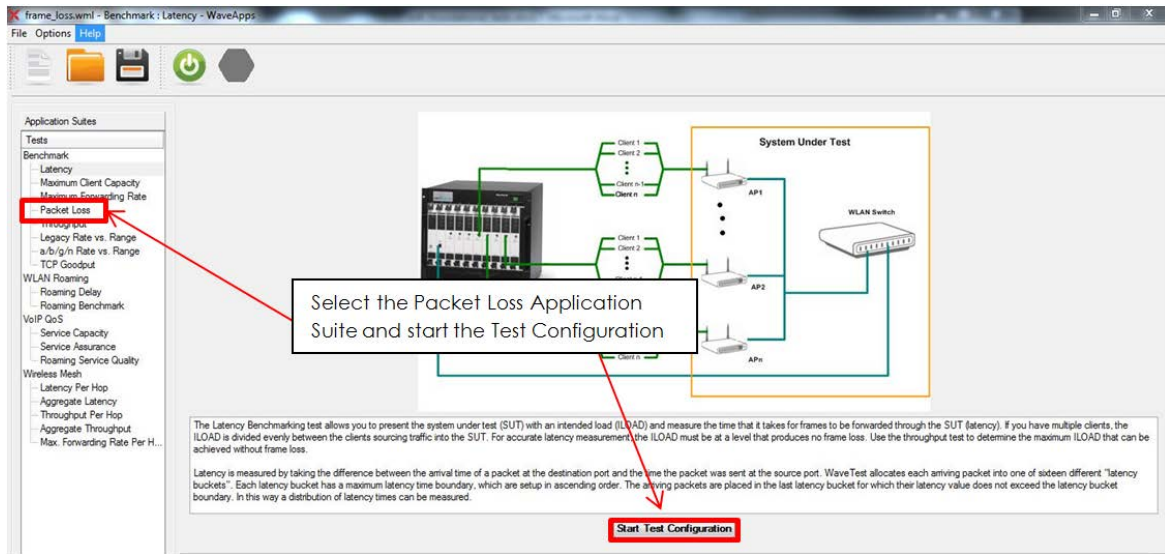 frame_loss.wml - Benchmark : Latency - WaveApps
File Options Help
Application Suites
Tests
Benchmark
Latency
Maximum Client Capacity
Maximum Forwarding Rate
Packet Loss
Throughput
Legacy Rate vs. Range
a/b/g/n Rate vs. Range
TCP Goodput
WLAN Roaming
Roaming Delay
Roaming Benchmark
VoIP QoS
Service Capacity
Service Assurance
Roaming Service Quality
Wireless Mesh
Latency Per Hop
Aggregate Latency
Throughput Per Hop
Aggregate Throughput
Max. Forwarding Rate Per H...
System Under Test
Client 1
Client 2
Client n-1
Client n
AP1
WLAN Switch
Client 1
Client 2
AP2
Client n
APn
Select the Packet Loss Application
Suite and start the Test Configuration
The Latency Benchmarking test allows you to present the system under test (SUT) with an intended load (ILOAD) and measure the time that it takes for frames to be forwarded through the SUT (latency). If you have multiple clients, the
ILOAD is divided evenly between the clients sourcing traffic into the SUT. For accurate latency measurement, the ILOAD must be at a level that produces no frame loss. Use the throughput test to determine the maximum ILOAD that can be
achieved without frame loss.
Latency is measured by taking the difference between the arrival time of a packet at the destination port and the time the packet was sent at the source port. WaveTest allocates each arriving packet into one of sixteen different "latency
buckets". Each latency bucket has a maximum latency time boundary, which are setup in ascending order. The arriving packets are placed in the last latency bucket for which their latency value does not exceed the latency bucket
boundary. In this way a distribution of latency times can be measured.
Start Test Configuration